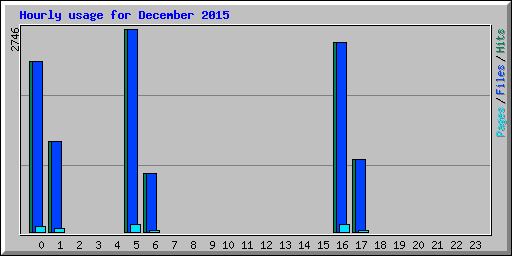 Hourly usage for December 2015
2746
Pages/Files/Hits
0 1 2 3 4 5 6 7 8 9 10 11 12 13 14 15 16 17 18 19 20 21 22 23